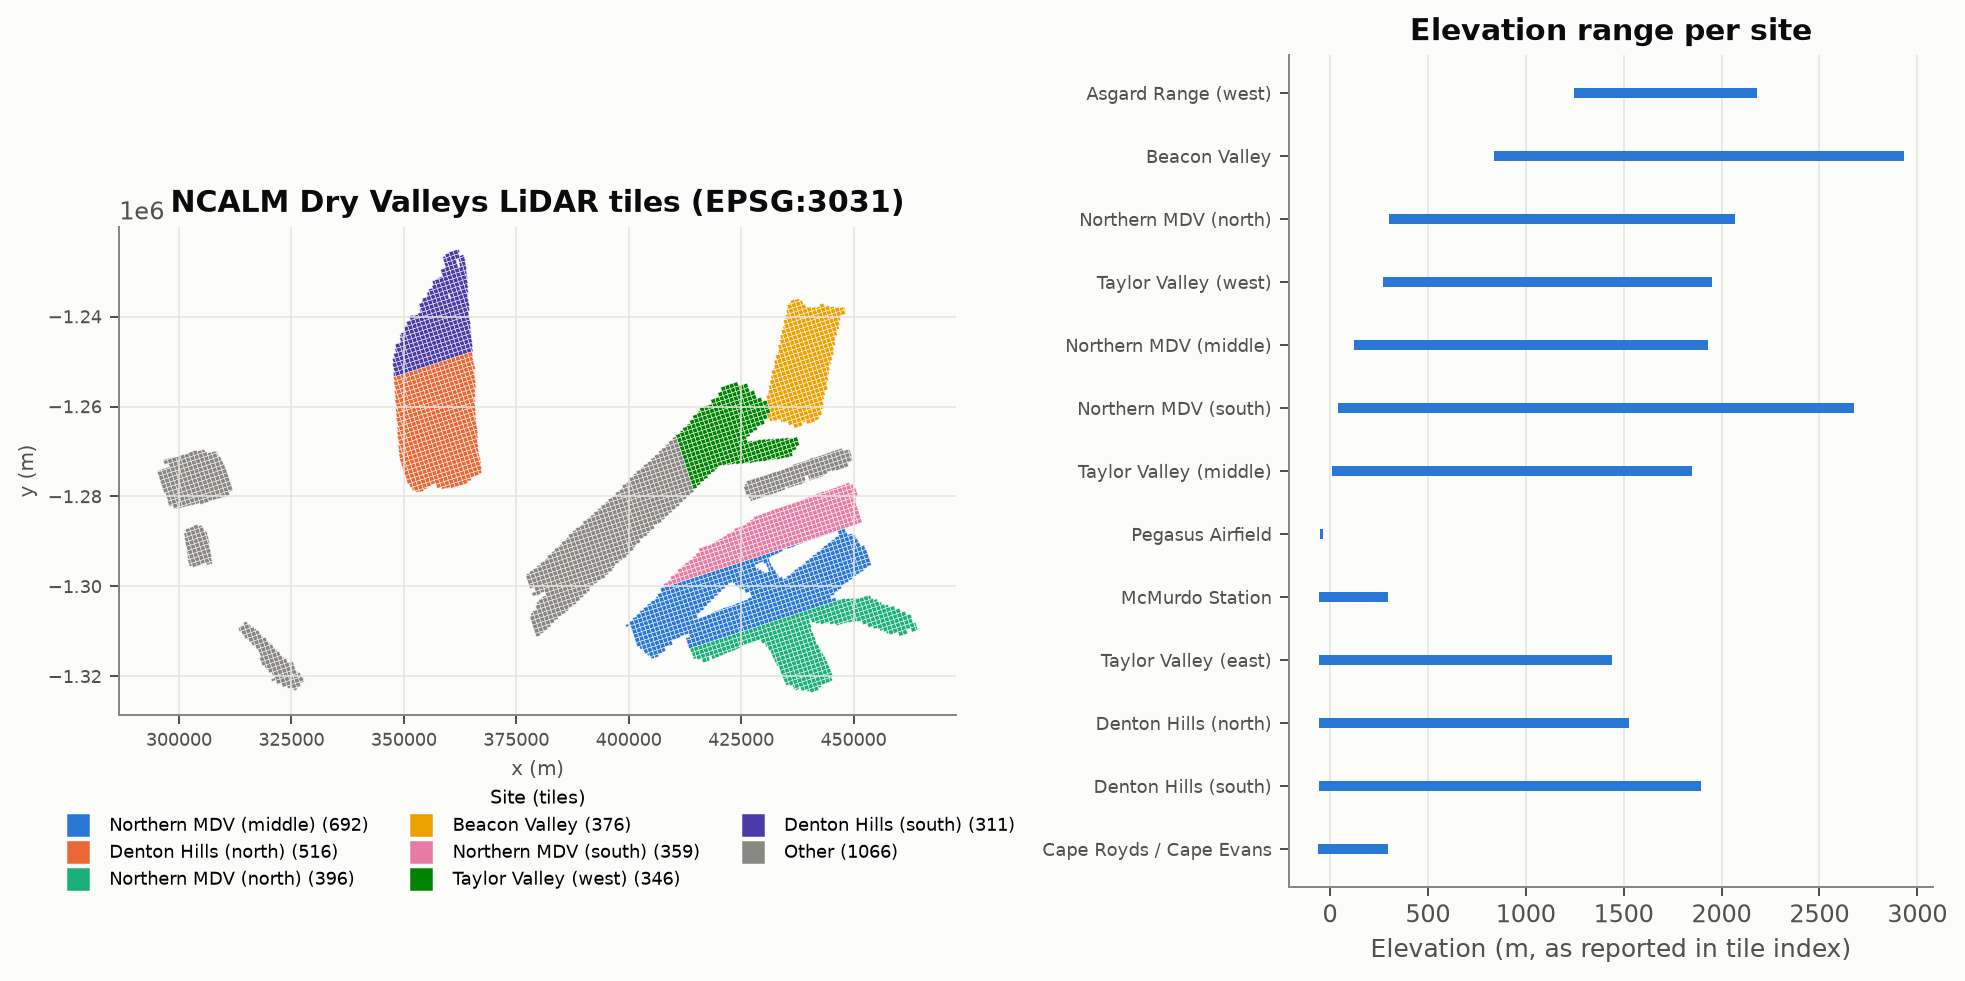 NCALM Dry Valleys LiDAR tiles (EPSG:3031)
1e6
−1.24
−1.26
−1.28
−1.30
−1.32
y (m)
300000 325000 350000 375000 400000 425000 450000
x (m)
Site (tiles)
Northern MDV (middle) (692)
Denton Hills (north) (516)
Northern MDV (north) (396)
Beacon Valley (376)
Northern MDV (south) (359)
Taylor Valley (west) (346)
Denton Hills (south) (311)
Other (1066)
Elevation range per site
Asgard Range (west)
Beacon Valley
Northern MDV (north)
Taylor Valley (west)
Northern MDV (middle)
Northern MDV (south)
Taylor Valley (middle)
Pegasus Airfield
McMurdo Station
Taylor Valley (east)
Denton Hills (north)
Denton Hills (south)
Cape Royds / Cape Evans
0 500 1000 1500 2000 2500 3000
Elevation (m, as reported in tile index)